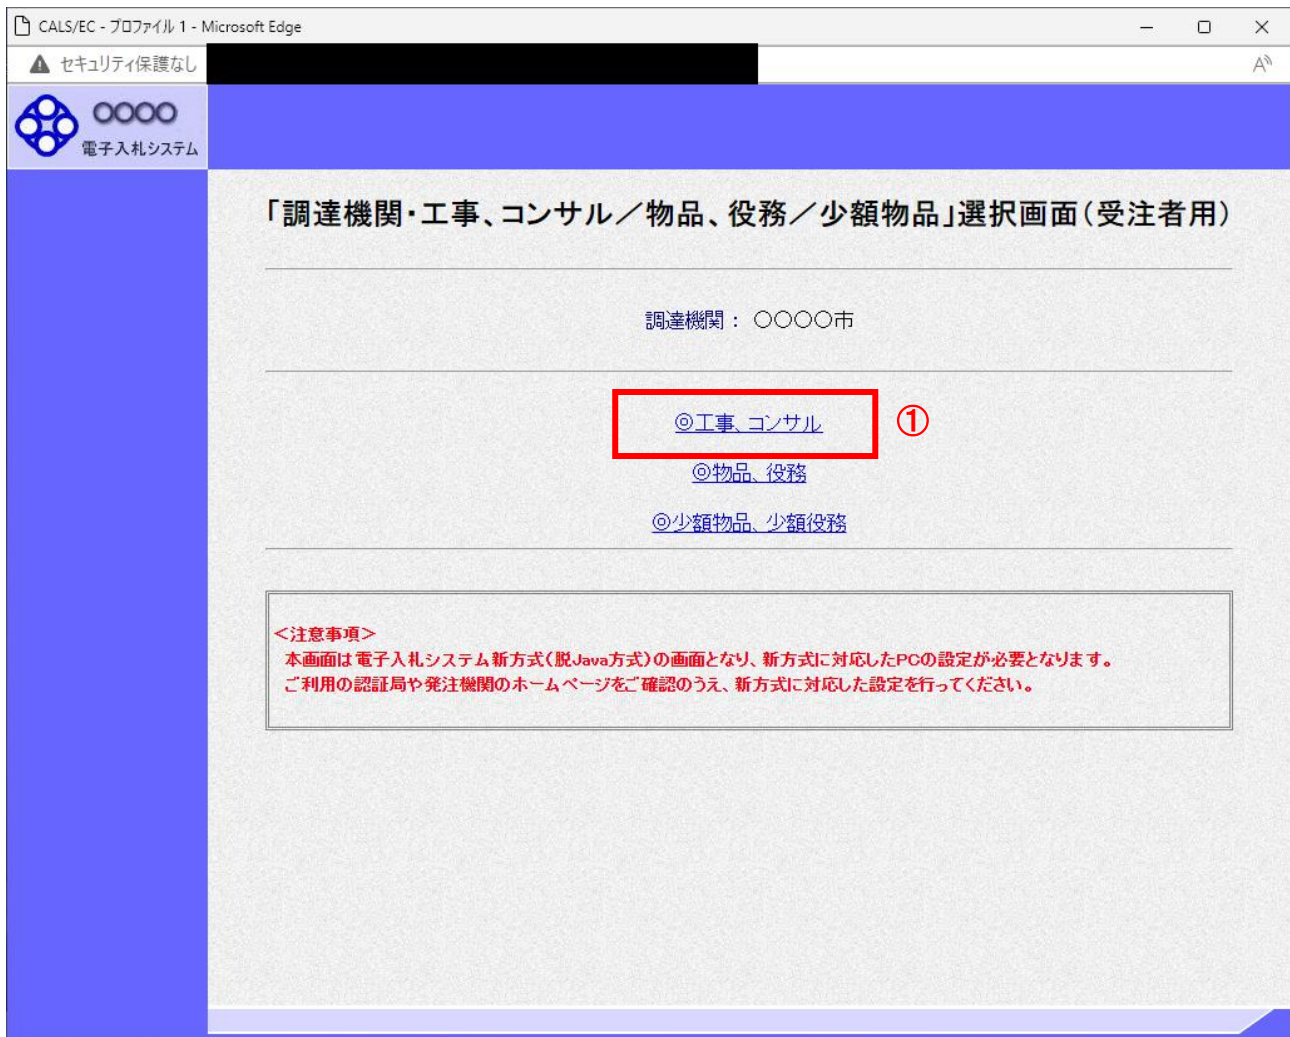 CALS/EC - プロファイル 1 - Microsoft Edge
セキュリティ保護なし
〇〇〇〇
電子入札システム
「調達機関・工事、コンサル／物品、役務／少額物品」選択画面（受注者用）
調達機関： 〇〇〇〇市
◎工事、コンサル
①
◎物品、役務
◎少額物品、少額役務
＜注意事項＞
本画面は電子入札システム新方式（脱Java方式）の画面となり、新方式に対応したPCの設定が必要となります。
ご利用の認証局や発注機関のホームページをご確認のうえ、新方式に対応した設定を行ってください。